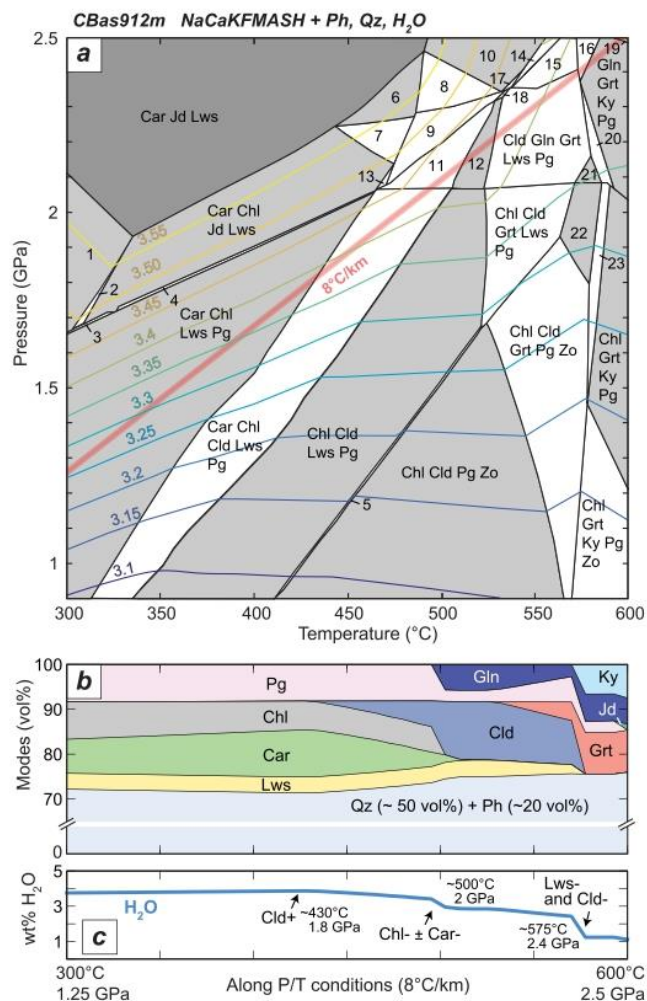 CBas912m NaCaKFMASH + Ph, Qz, H₂O
a
2.5
2
1.5
1
Pressure (GPa)
300
350
400
450
500
550
600
Temperature (°C)
Car Jd Lws
6
7
8
9
10
14
17
18
15
16
19
Gln
Grt
Ky
Pg
20
11
12
13
Cld Gln Grt
Lws Pg
21
22
23
1
2
3
4
5
Car Chl
Jd Lws
Car Chl
Lws Pg
Chl Cld
Grt Lws
Pg
Chl Cld
Grt Pg Zo
Chl
Grt
Ky
Pg
Car Chl
Cld Lws
Pg
Chl Cld
Lws Pg
Chl Cld Pg Zo
Chl
Grt
Ky Pg
Zo
8°C/km
3.55
3.50
3.45
3.4
3.35
3.3
3.25
3.2
3.15
3.1
b
Modes (vol%)
100
90
80
70
0
Pg
Gln
Ky
Chl
Jd
Cld
Car
Grt
Lws
Qz (~ 50 vol%) + Ph (~20 vol%)
c
wt% H₂O
5
3
1
H₂O
Cld+
~430°C
1.8 GPa
Chl- ± Car-
~500°C
2 GPa
Lws-
and Cld-
~575°C
2.4 GPa
300°C
1.25 GPa
Along P/T conditions (8°C/km)
600°C
2.5 GPa